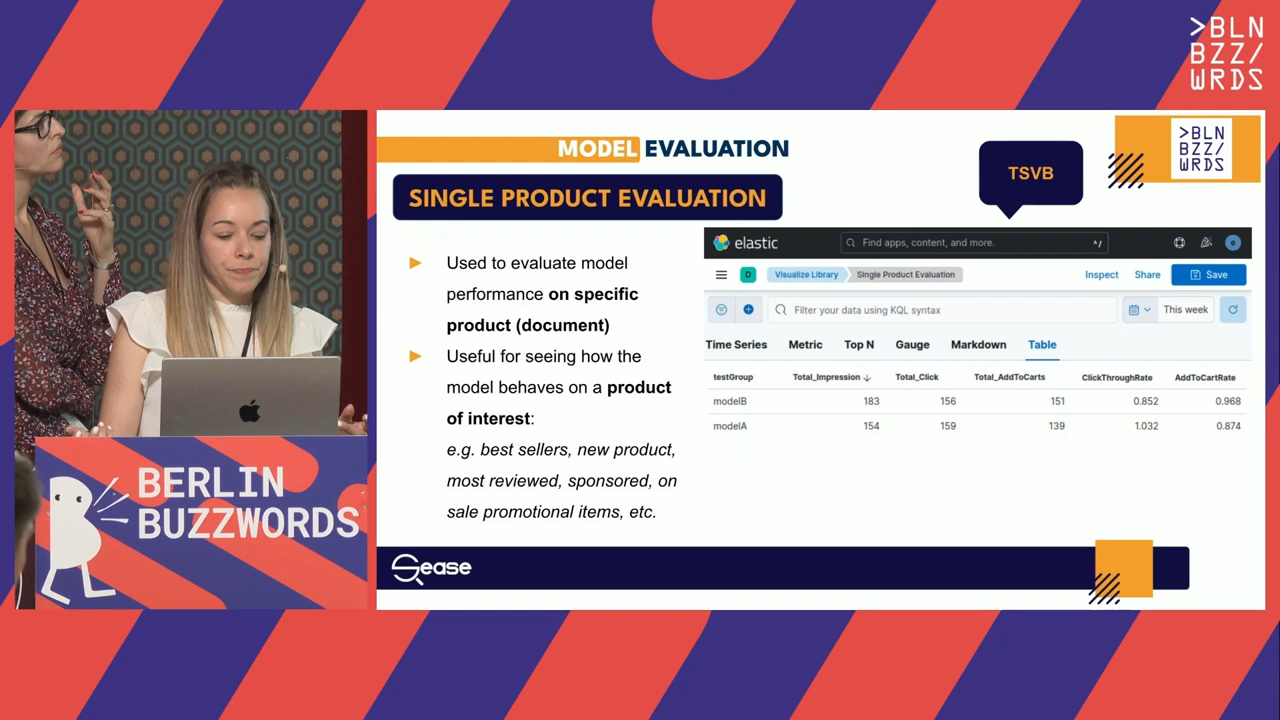 >BLN
BZZ/
WRDS
MODEL EVALUATION
SINGLE PRODUCT EVALUATION
TSVB
>BLN
BZZ/
WRDS
► Used to evaluate model
performance on specific
product (document)
► Useful for seeing how the
model behaves on a product
of interest:
e.g. best sellers, new product,
most reviewed, sponsored, on
sale promotional items, etc.
elastic Find apps, content, and more. ^/ e
D Visualize Library Single Product Evaluation Inspect Share Save
Filter your data using KQL syntax This week
Time Series Metric Top N Gauge Markdown Table
testGroup Total_Impression ↓ Total_Click Total_AddToCarts ClickThroughRate AddToCartRate
modelB 183 156 151 0.852 0.968
modelA 154 159 139 1.032 0.874
BERLIN
BUZZWORDS
Sease